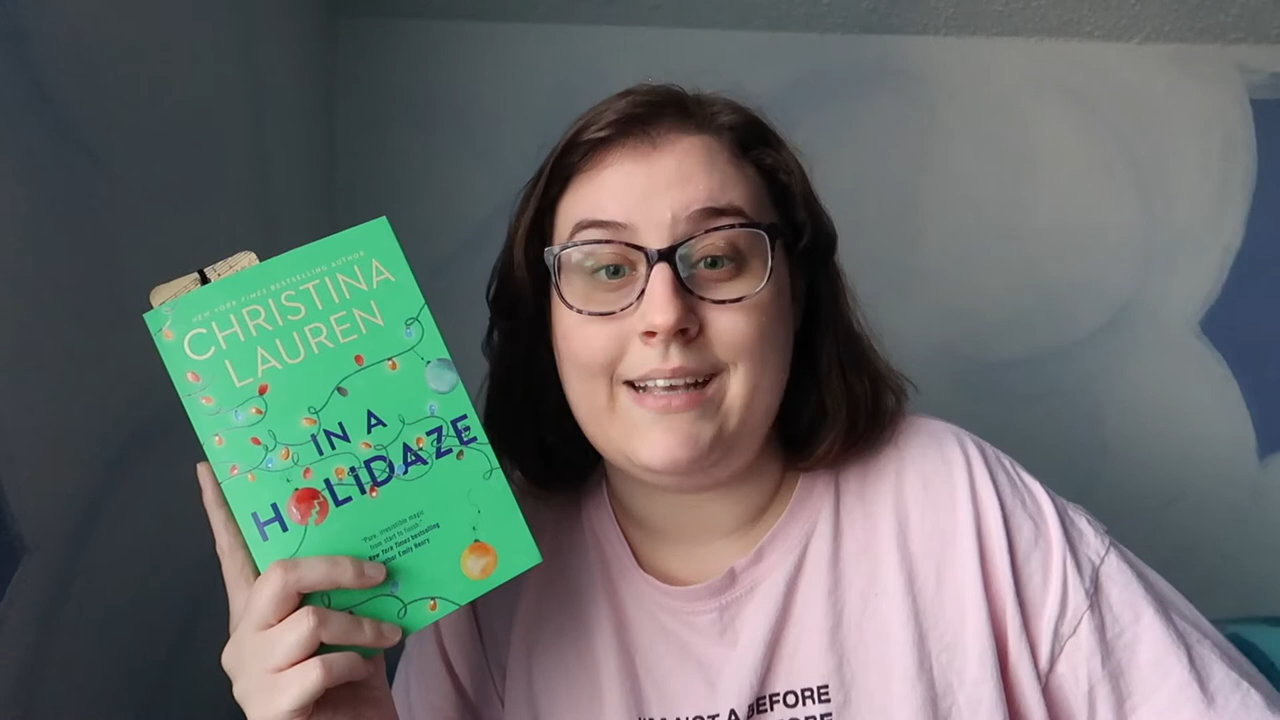 NEW YORK TIMES BESTSELLING AUTHOR
CHRISTINA
LAUREN
IN A
HOLIDAZE
"Pure, irresistible magic
from start to finish."
New York Times bestselling
Emily Henry
I'M NOT A BEFORE